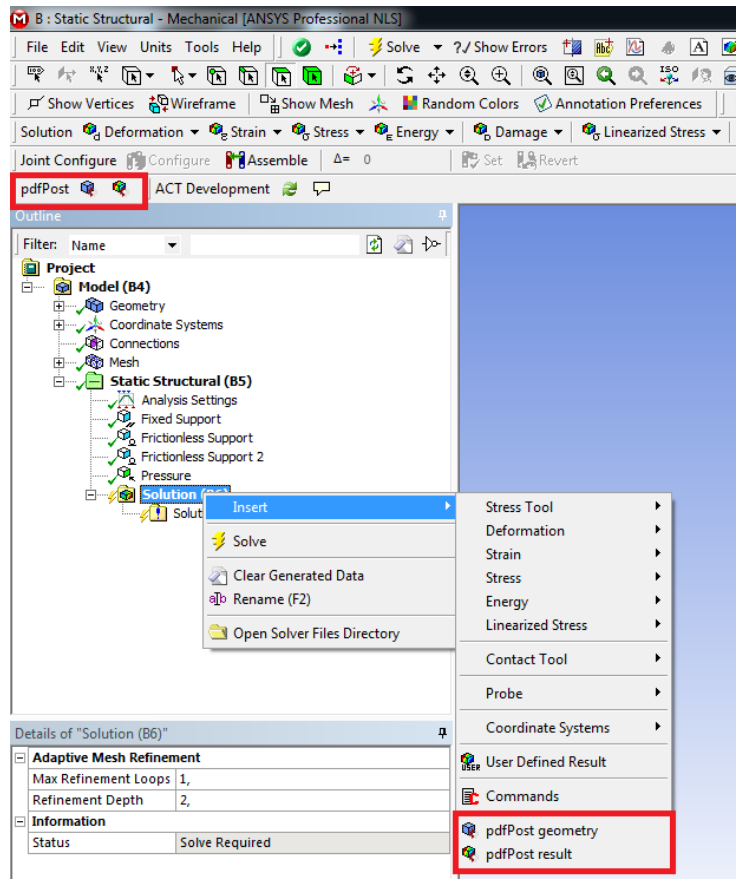 B : Static Structural - Mechanical [ANSYS Professional NLS]
File Edit View Units Tools Help Solve ?/ Show Errors A
Show Vertices Wireframe Show Mesh Random Colors Annotation Preferences
Solution Deformation Strain Stress Energy Damage Linearized Stress
Joint Configure Configure Assemble Δ= 0 Set Revert
pdfPost ACT Development
Outline
Filter: Name
Project
Model (B4)
Geometry
Coordinate Systems
Connections
Mesh
Static Structural (B5)
Analysis Settings
Fixed Support
Frictionless Support
Frictionless Support 2
Pressure
Solution
Solut
Insert
Solve
Clear Generated Data
Rename (F2)
Open Solver Files Directory
Stress Tool
Deformation
Strain
Stress
Energy
Linearized Stress
Contact Tool
Probe
Coordinate Systems
User Defined Result
Commands
pdfPost geometry
pdfPost result
Details of "Solution (B6)"
Adaptive Mesh Refinement
Max Refinement Loops 1,
Refinement Depth 2,
Information
Status Solve Required